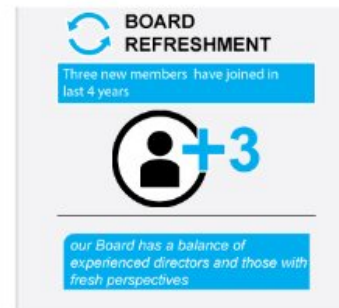 BOARD
REFRESHMENT
Three new members have joined in
last 4 years
+3
our Board has a balance of
experienced directors and those with
fresh perspectives